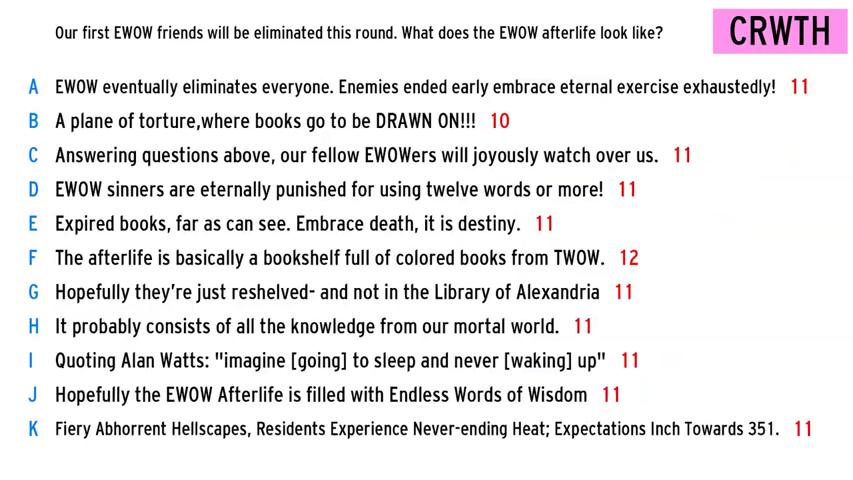 Our first EWOW friends will be eliminated this round. What does the EWOW afterlife look like?
CRWTH
A EWOW eventually eliminates everyone. Enemies ended early embrace eternal exercise exhaustedly! 11
B A plane of torture,where books go to be DRAWN ON!!! 10
C Answering questions above, our fellow EWOWers will joyously watch over us. 11
D EWOW sinners are eternally punished for using twelve words or more! 11
E Expired books, far as can see. Embrace death, it is destiny. 11
F The afterlife is basically a bookshelf full of colored books from TWOW. 12
G Hopefully they're just reshelved- and not in the Library of Alexandria 11
H It probably consists of all the knowledge from our mortal world. 11
I Quoting Alan Watts: "imagine [going] to sleep and never [waking] up" 11
J Hopefully the EWOW Afterlife is filled with Endless Words of Wisdom 11
K Fiery Abhorrent Hellscapes, Residents Experience Never-ending Heat; Expectations Inch Towards 351. 11